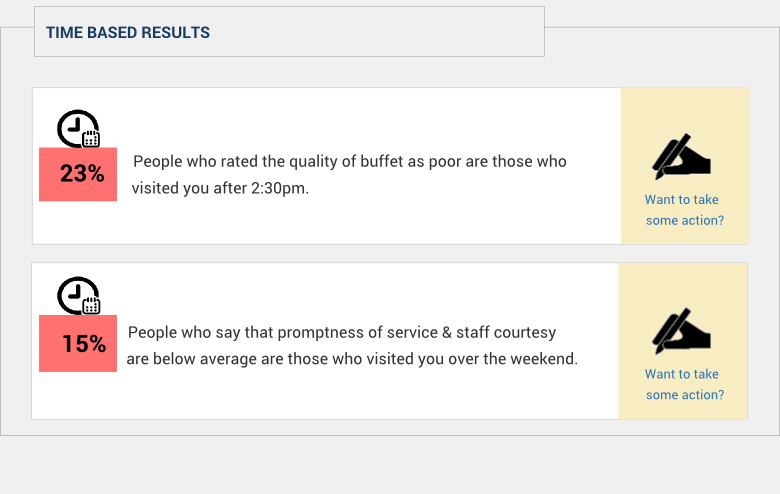 TIME BASED RESULTS
23%
People who rated the quality of buffet as poor are those who
visited you after 2:30pm.
Want to take
some action?
15%
People who say that promptness of service & staff courtesy
are below average are those who visited you over the weekend.
Want to take
some action?